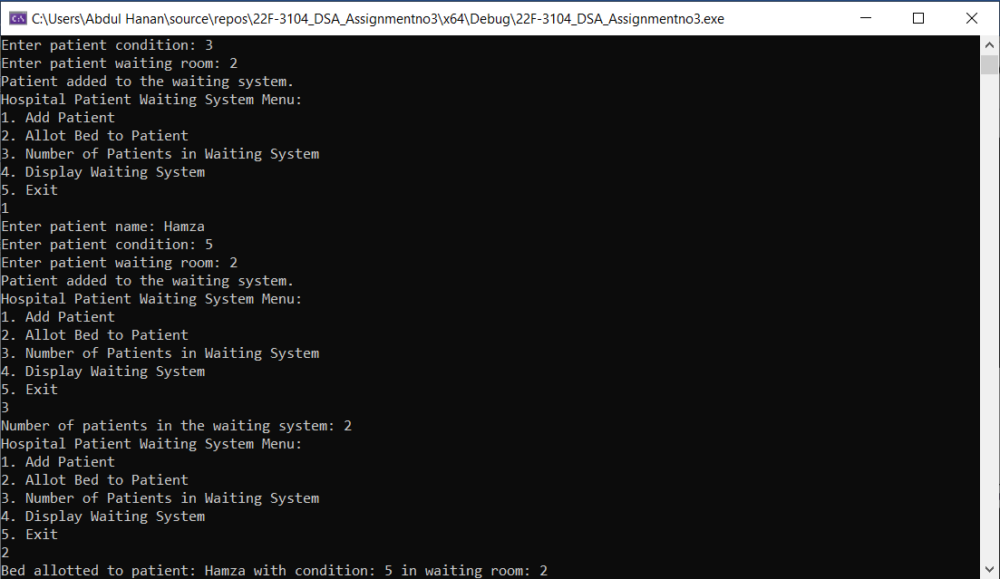 C:\Users\Abdul Hanan\source\repos\22F-3104_DSA_Assignmentno3\x64\Debug\22F-3104_DSA_Assignmentno3.exe
Enter patient condition: 3
Enter patient waiting room: 2
Patient added to the waiting system.
Hospital Patient Waiting System Menu:
1. Add Patient
2. Allot Bed to Patient
3. Number of Patients in Waiting System
4. Display Waiting System
5. Exit
1
Enter patient name: Hamza
Enter patient condition: 5
Enter patient waiting room: 2
Patient added to the waiting system.
Hospital Patient Waiting System Menu:
1. Add Patient
2. Allot Bed to Patient
3. Number of Patients in Waiting System
4. Display Waiting System
5. Exit
3
Number of patients in the waiting system: 2
Hospital Patient Waiting System Menu:
1. Add Patient
2. Allot Bed to Patient
3. Number of Patients in Waiting System
4. Display Waiting System
5. Exit
2
Bed allotted to patient: Hamza with condition: 5 in waiting room: 2